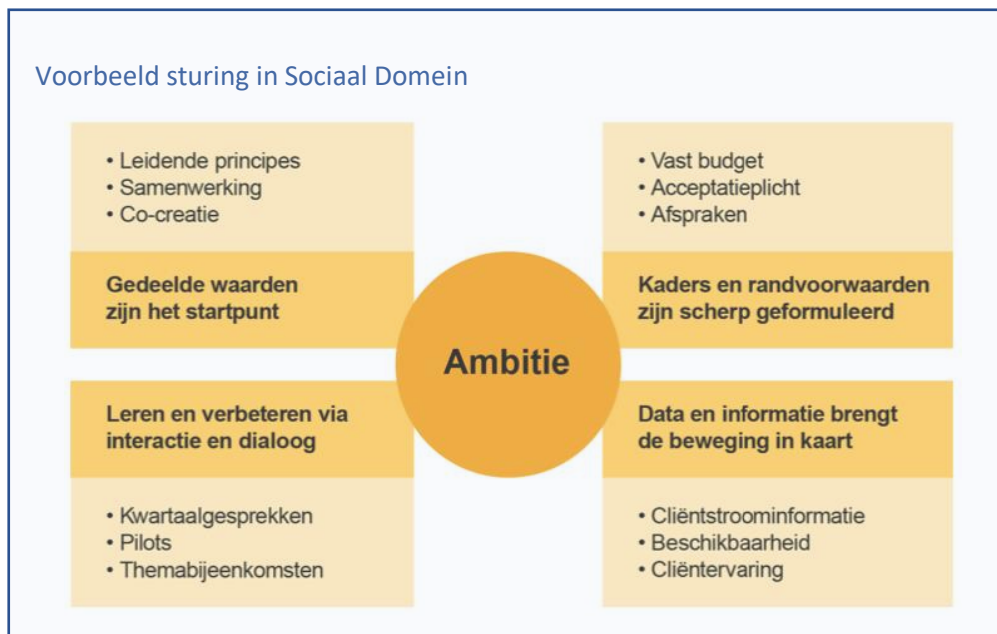 Voorbeeld sturing in Sociaal Domein
• Leidende principes
• Samenwerking
• Co-creatie
Gedeelde waarden
zijn het startpunt
• Vast budget
• Acceptatieplicht
• Afspraken
Kaders en randvoorwaarden
zijn scherp geformuleerd
Ambitie
Leren en verbeteren via
interactie en dialoog
• Kwartaalgesprekken
• Pilots
• Themabijeenkomsten
Data en informatie brengt
de beweging in kaart
• Cliëntstroominformatie
• Beschikbaarheid
• Cliëntervaring